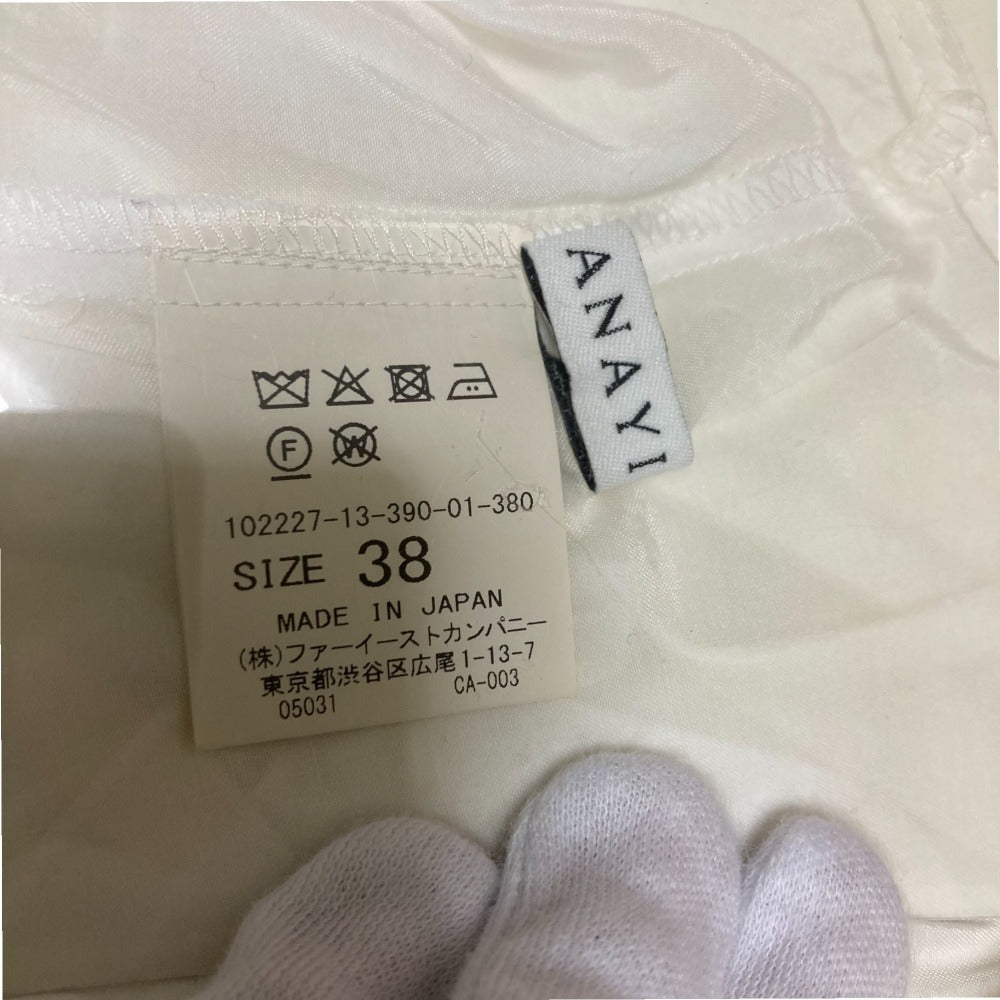 ANAYI
F W
102227-13-390-01-380
SIZE 38
MADE IN JAPAN
(株)ファーイーストカンパニー
東京都渋谷区広尾1-13-7
05031 CA-003